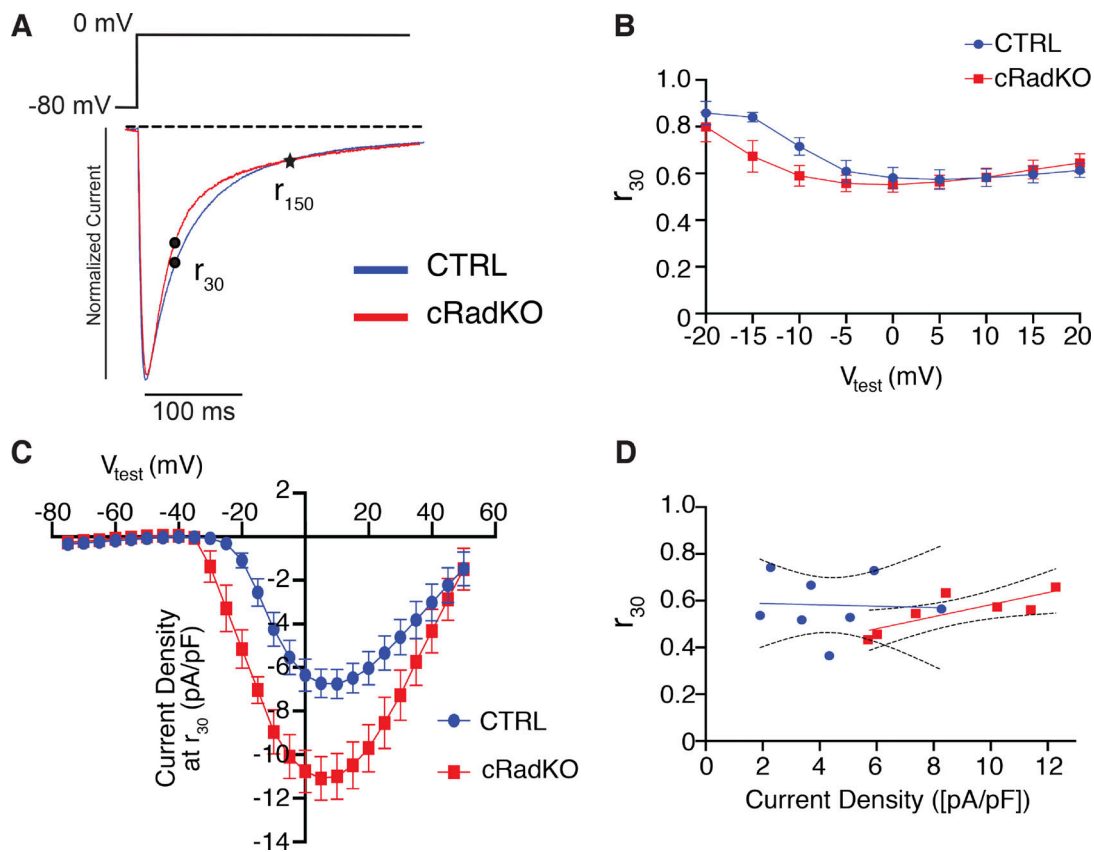 A
0 mV
-80 mV
Normalized Current
r150
r30
CTRL
cRadKO
100 ms
B
CTRL
cRadKO
1.0
0.8
0.6
0.4
0.2
0
r30
-20 -15 -10 -5 0 5 10 15 20
Vtest (mV)
C
Vtest (mV)
-80 -60 -40 -20 20 40 60
2
-2
-4
-6
-8
-10
-12
-14
Current Density
at r30 (pA/pF)
CTRL
cRadKO
D
1.0
0.8
0.6
0.4
0.2
0
r30
0 2 4 6 8 10 12
Current Density ([pA/pF])